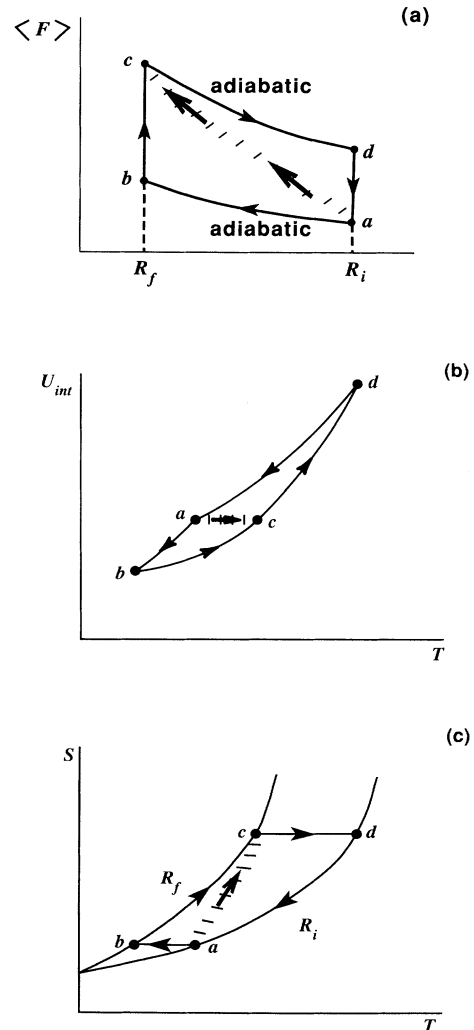 (a)
⟨F⟩
c
adiabatic
d
b
adiabatic
a
R_f
R_i
(b)
U_int
d
a
c
b
T
(c)
S
c
d
R_f
R_i
b
a
T